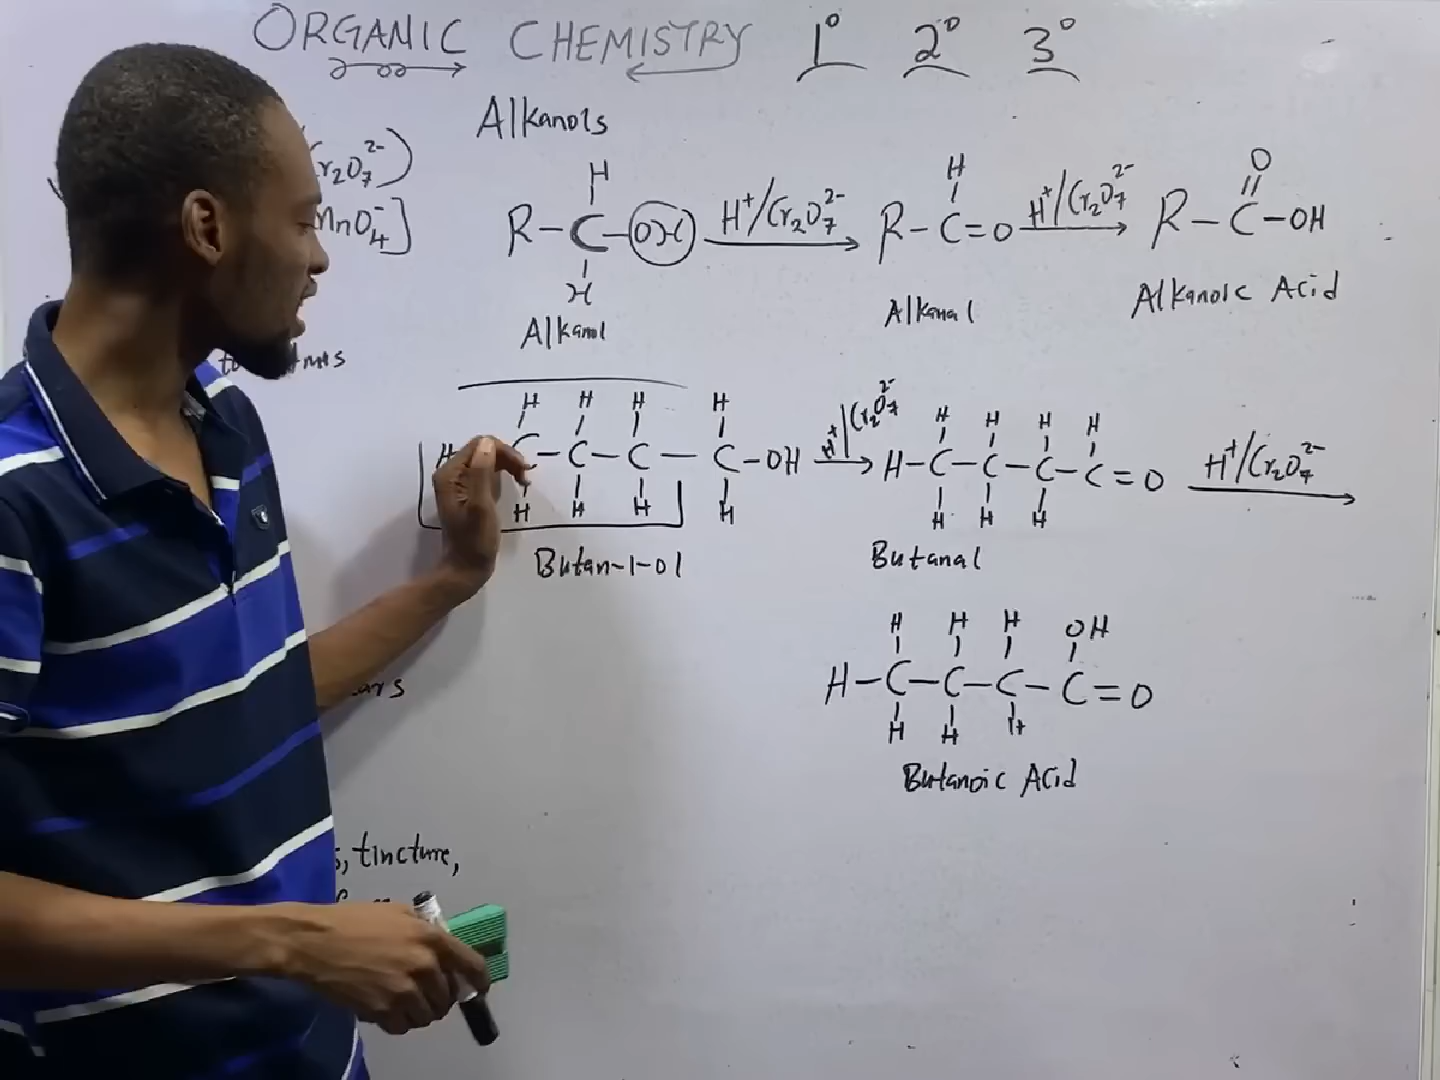 ORGANIC CHEMISTRY 1° 2° 3°
Alkanols
r₂O₇²⁻)
MnO₄⁻]
H
R–C–OH H⁺/Cr₂O₇²⁻
H
Alkanol
H
R–C=O H⁺/Cr₂O₇²⁻
Alkanal
O
R–C–OH
Alkanoic Acid
H H H H
H C–C–C–C–OH H⁺/Cr₂O₇²⁻
H H H H
Butan-1-ol
H H H H
H–C–C–C–C=O H⁺/Cr₂O₇²⁻
H H H
Butanal
H H H OH
H–C–C–C–C=O
H H H
Butanoic Acid
, tincture,